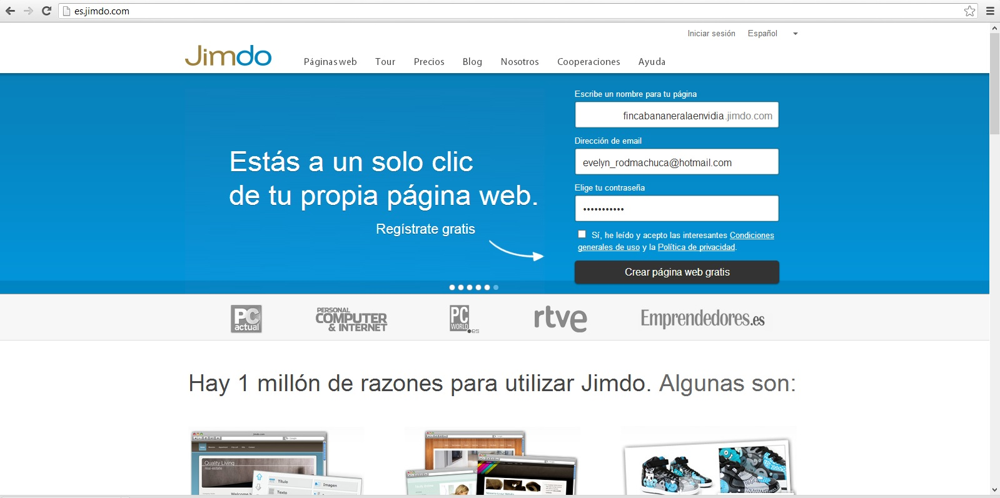 es.jimdo.com
Iniciar sesión Español
Jimdo
Páginas web Tour Precios Blog Nosotros Cooperaciones Ayuda
Estás a un solo clic
de tu propia página web.
Regístrate gratis
Escribe un nombre para tu página
fincabananeralaenvidia.jimdo.com
Dirección de email
evelyn_rodmachuca@hotmail.com
Elige tu contraseña
•••••••••••
Sí, he leído y acepto las interesantes Condiciones
generales de uso y la Política de privacidad.
Crear página web gratis
PC
actual
PERSONAL
COMPUTER
& INTERNET
PC
WORLD
.es
rtve
Emprendedores.es
Hay 1 millón de razones para utilizar Jimdo. Algunas son:
jimdo.com
Quality Living
real-estate
Título
Imagen
Texto